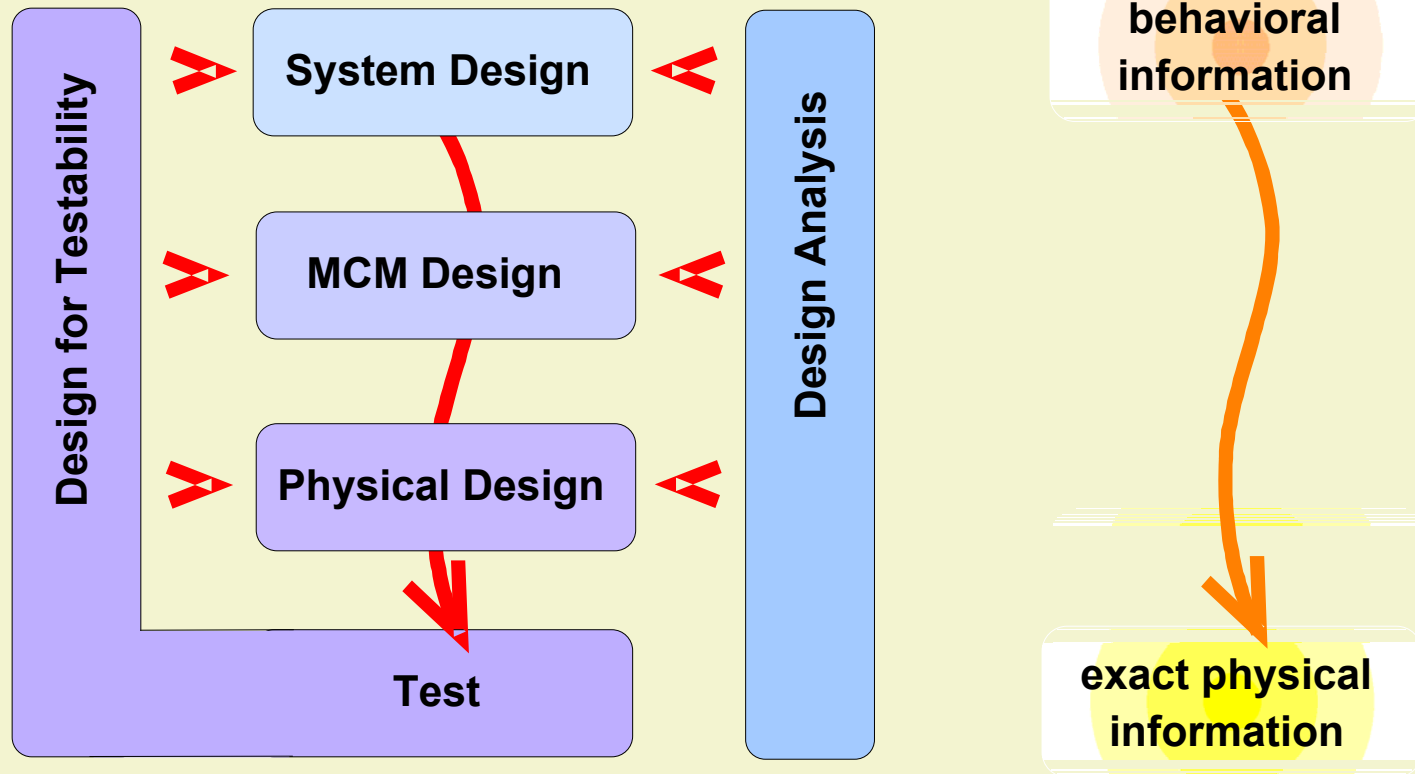 Design for Testability
System Design
MCM Design
Physical Design
Test
Design Analysis
behavioral
information
exact physical
information